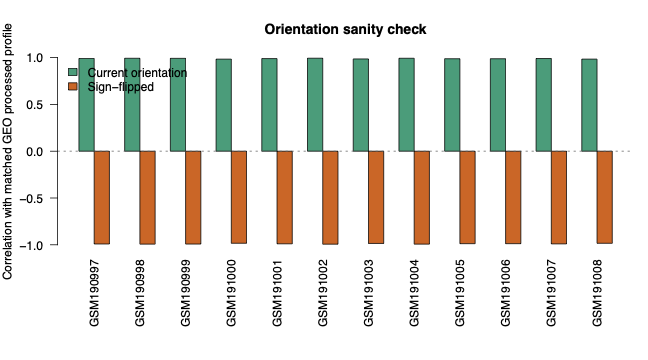 Orientation sanity check
Correlation with matched GEO processed profile
1.0
0.5
0.0
−0.5
−1.0
Current orientation
Sign−flipped
GSM190997
GSM190998
GSM190999
GSM191000
GSM191001
GSM191002
GSM191003
GSM191004
GSM191005
GSM191006
GSM191007
GSM191008